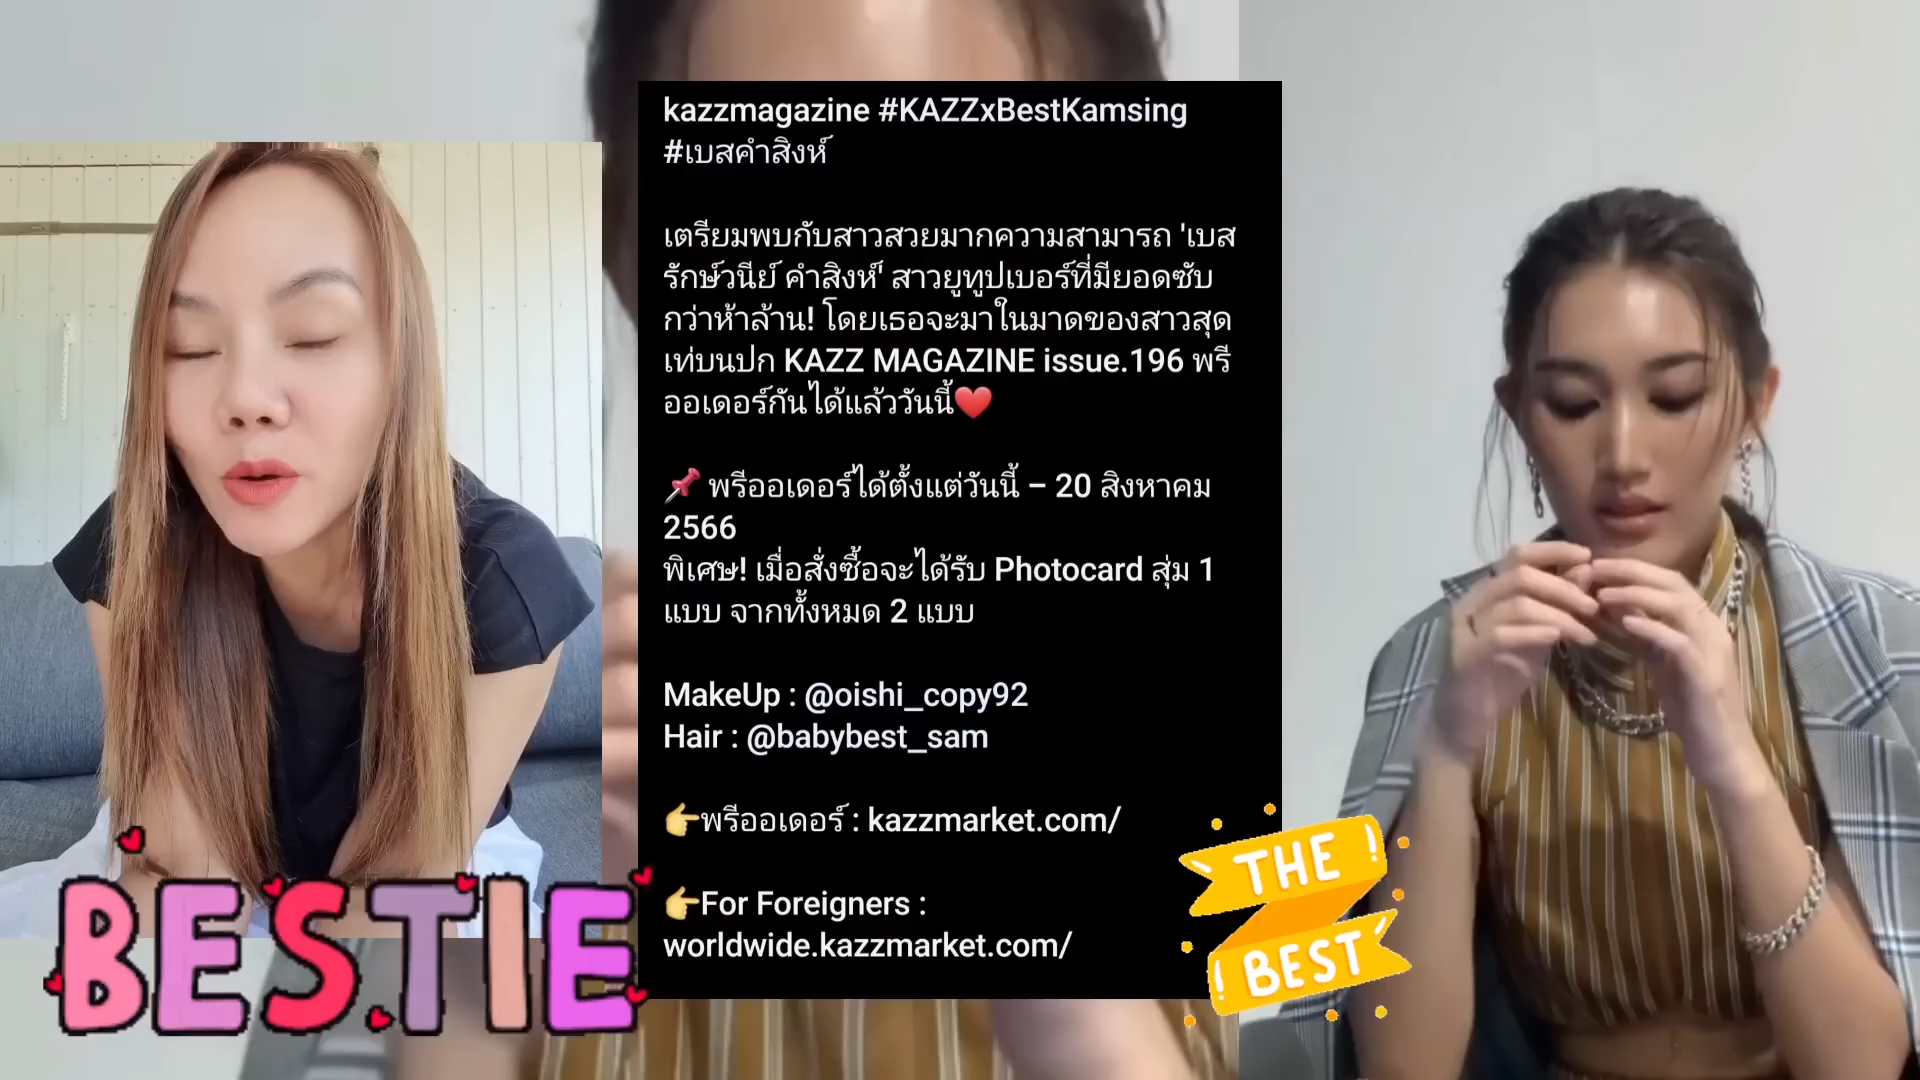 kazzmagazine #KAZZxBestKamsing
#เบสคำสิงห์
เตรียมพบกับสาวสวยมากความสามารถ 'เบส
รักษ์วนีย์ คำสิงห์' สาวยูทูปเบอร์ที่มียอดซับ
กว่าห้าล้าน! โดยเธอจะมาในมาดของสาวสุด
เท่บนปก KAZZ MAGAZINE issue.196 พรี
ออเดอร์กันได้แล้ววันนี้❤️
📌 พรีออเดอร์ได้ตั้งแต่วันนี้ – 20 สิงหาคม
2566
พิเศษ! เมื่อสั่งซื้อจะได้รับ Photocard สุ่ม 1
แบบ จากทั้งหมด 2 แบบ
MakeUp : @oishi_copy92
Hair : @babybest_sam
👉พรีออเดอร์ : kazzmarket.com/
👉For Foreigners :
worldwide.kazzmarket.com/
BESTIE
THE !
! BEST